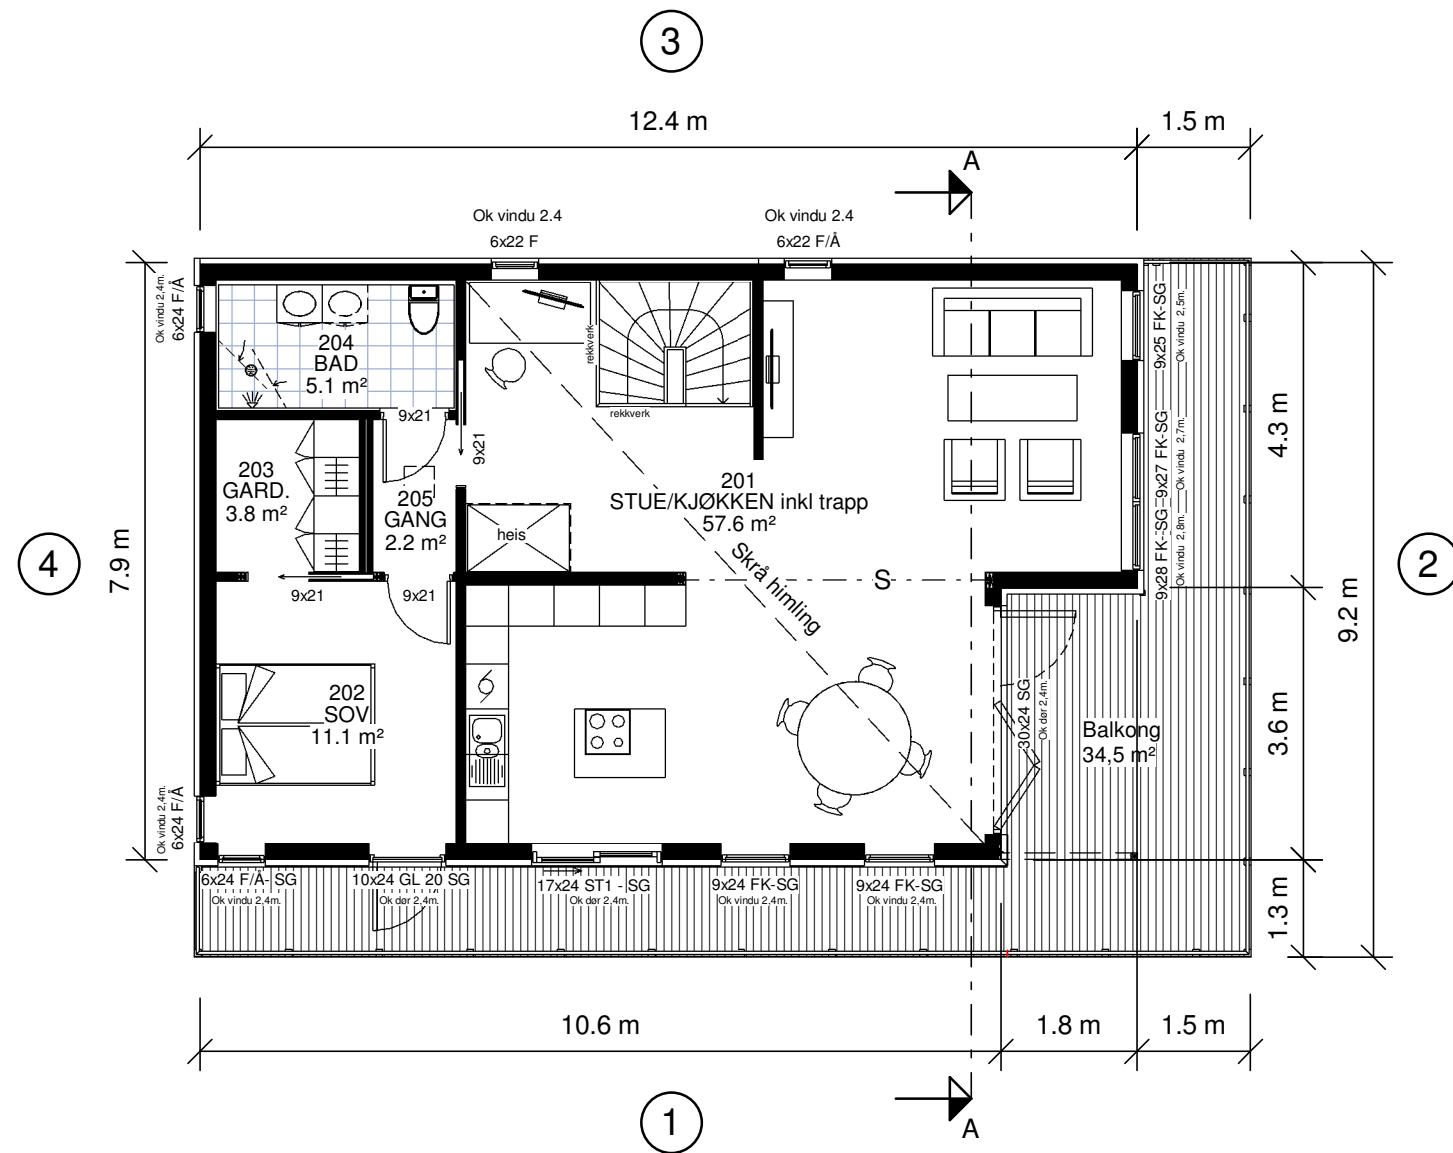 3
12.4 m
1.5 m
A
Ok vindu 2.4
6x22 F
Ok vindu 2.4
6x22 F/Å
Ok vindu 2,4m.
6x24 F/Å
204
BAD
5.1 m²
9x21
9x21
rekkverk
rekkverk
9x25 FK-SG
Ok vindu 2,5m.
9x27 FK-SG
Ok vindu 2,7m.
9x28 FK-SG
Ok vindu 2,8m.
4.3 m
203
GARD.
3.8 m²
205
GANG
2.2 m²
heis
201
STUE/KJØKKEN inkl trapp
57.6 m²
Skrå himling
S
4
7.9 m
2
9.2 m
9x21
9x21
202
SOV
11.1 m²
30x24 SG
Ok dør 2,4m.
Balkong
34,5 m²
3.6 m
Ok vindu 2,4m.
6x24 F/Å
6x24 F/Å- SG
Ok vindu 2,4m.
10x24 GL 20 SG
Ok dør 2,4m.
17x24 ST1 - SG
Ok dør 2,4m.
9x24 FK-SG
Ok vindu 2,4m.
9x24 FK-SG
Ok vindu 2,4m.
1.3 m
10.6 m
1.8 m
1.5 m
1
A